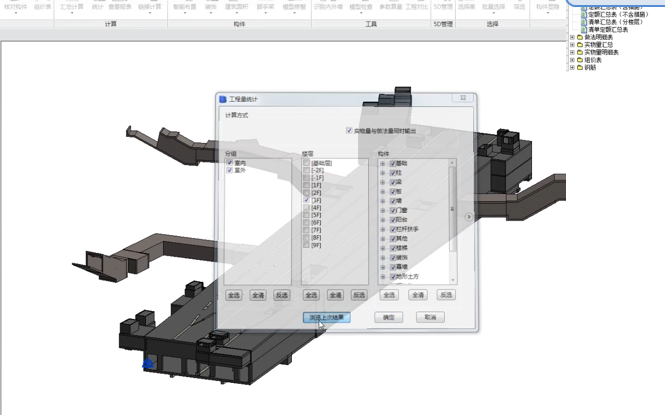 定额汇总表（不含措施）
清单汇总表（分楼层）
清单定额汇总表
做法明细表
实物量汇总
实物量明细表
组价表
钢筋
计算
构件
工具
5D管理
选择
工程量统计
计算方式
实物量与做法量同时输出
分组
楼层
构件
室内
室外
[基础层]
[-2F]
[-1F]
[1F]
[2F]
[3F]
[4F]
[5F]
[6F]
[7F]
[8F]
[9F]
基础
柱
梁
板
墙
门窗
阳台
栏杆扶手
其他
楼梯
装饰
幕墙
地形土方
全选
全清
反选
全选
全清
反选
全选
全清
反选
浏览上次结果
确定
取消